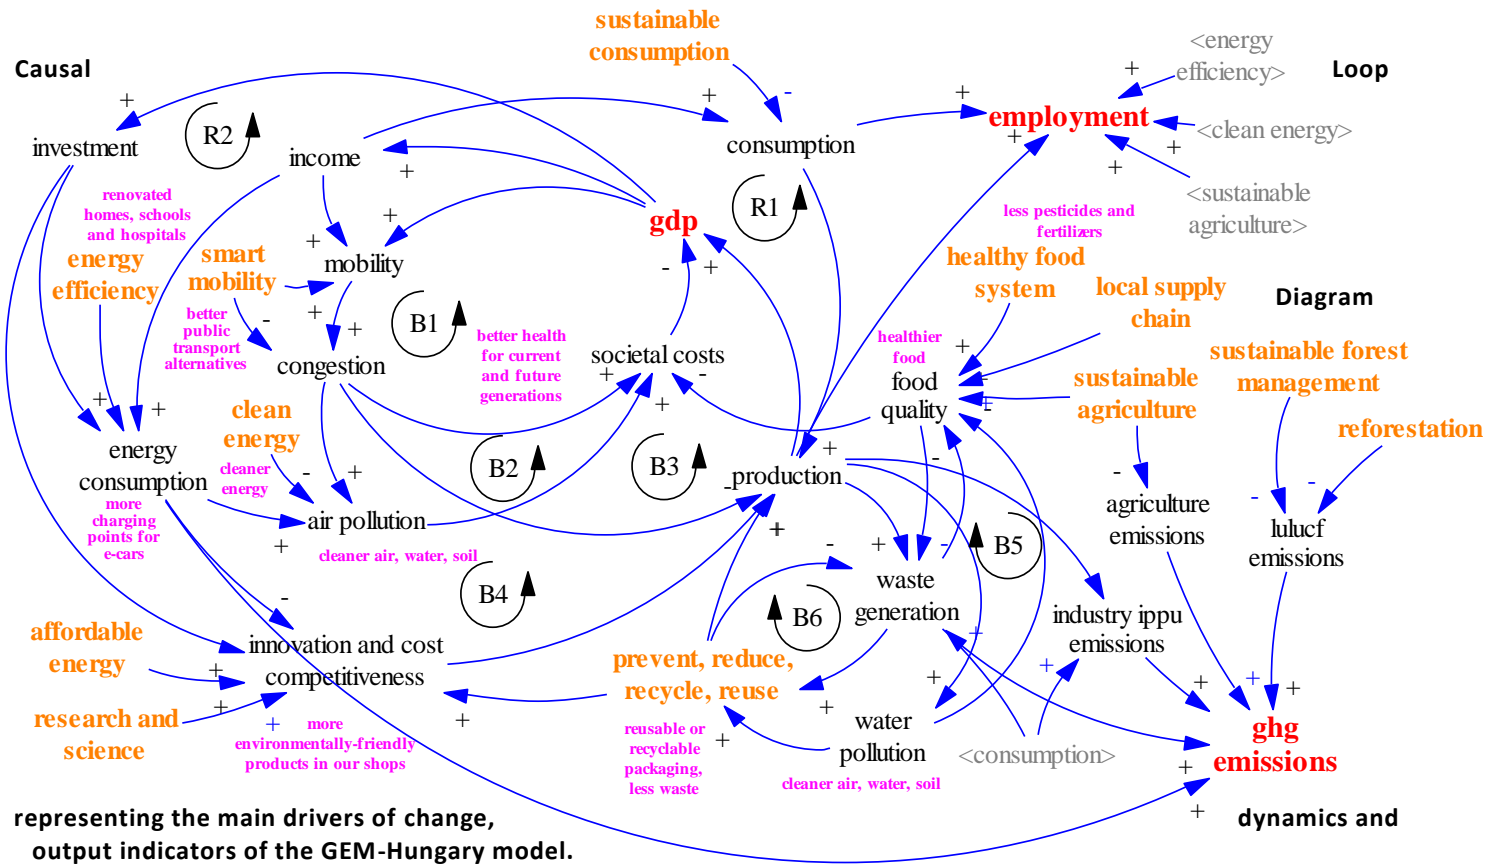 sustainable
consumption
<energy
efficiency>
Causal
Loop
employment
investment
R2
income
consumption
<clean energy>
renovated
homes, schools
and hospitals
R1
<sustainable
agriculture>
less pesticides and
fertilizers
gdp
energy
efficiency
smart
mobility
mobility
healthy food
system
local supply
chain
Diagram
better
public
transport
alternatives
B1
better health
for current
and future
generations
congestion
societal costs
healthier
food
food
quality
sustainable
agriculture
sustainable forest
management
clean
energy
reforestation
energy
consumption
cleaner
energy
B2
B3
production
more
charging
points for
e-cars
air pollution
cleaner air, water, soil
agriculture
emissions
lulucf
emissions
B5
B4
waste
generation
B6
industry ippu
emissions
affordable
energy
innovation and cost
competitiveness
prevent, reduce,
recycle, reuse
research and
science
more
environmentally-friendly
products in our shops
reusable or
recyclable
packaging,
less waste
water
pollution
cleaner air, water, soil
<consumption>
ghg
emissions
representing the main drivers of change,
dynamics and
output indicators of the GEM-Hungary model.